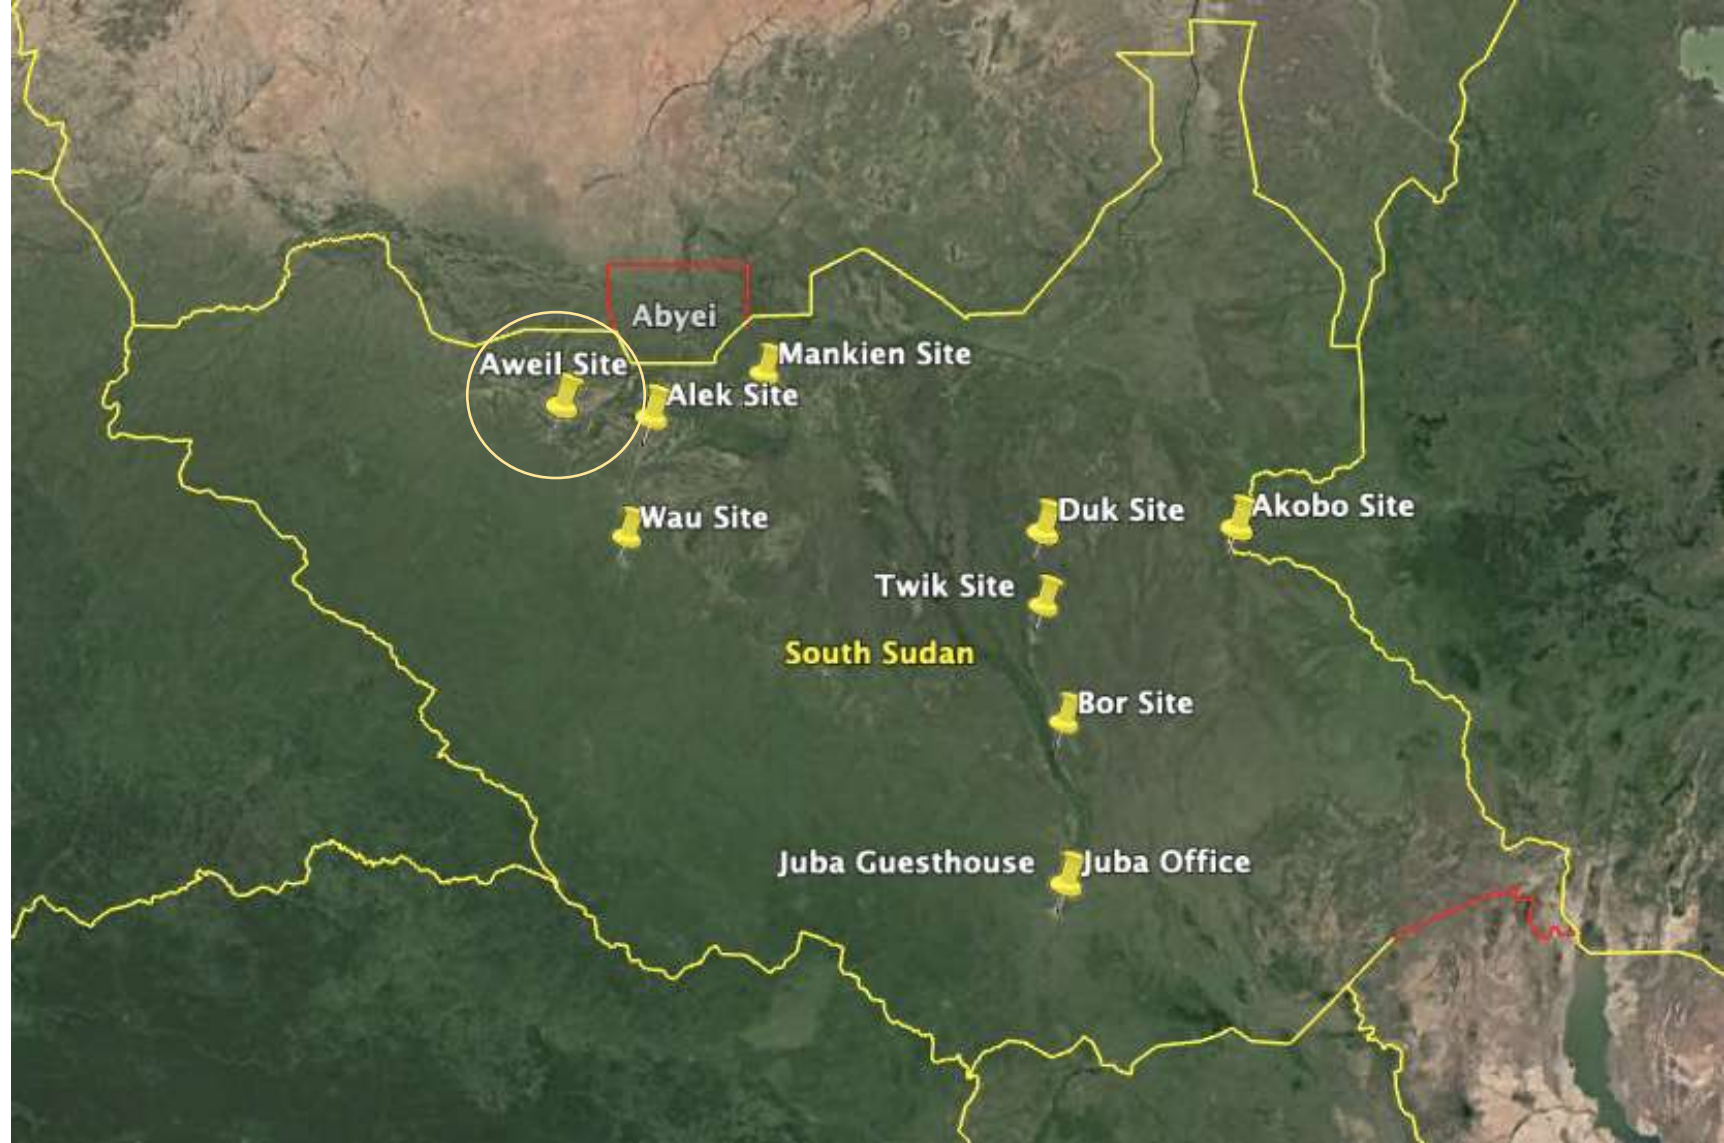 Abyei
Aweil Site
Mankien Site
Alek Site
Wau Site
Duk Site
Akobo Site
Twik Site
South Sudan
Bor Site
Juba Guesthouse
Juba Office